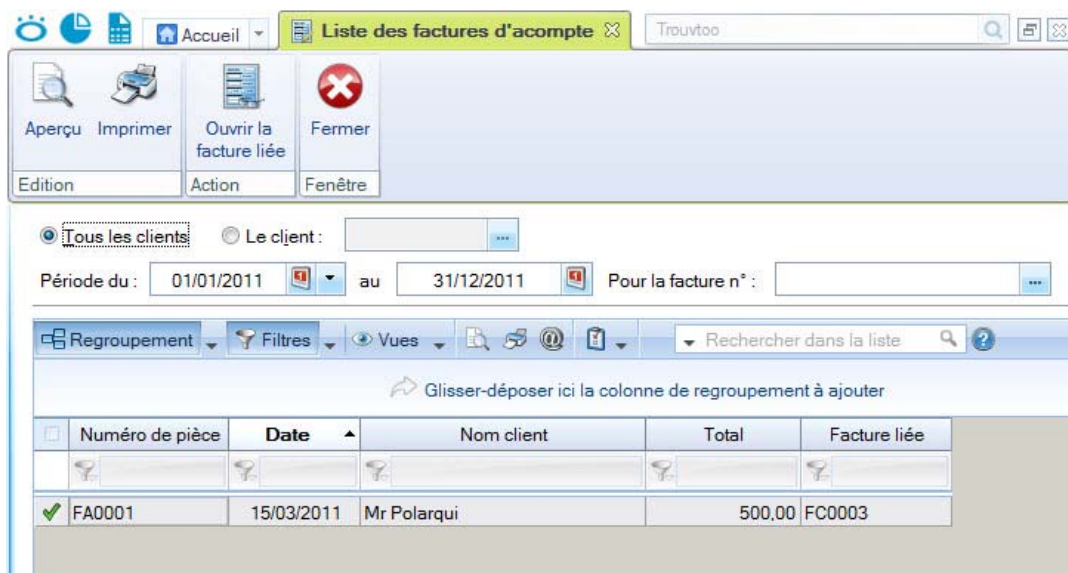 Accueil Liste des factures d'acompte Trouvtoo
Aperçu Imprimer Ouvrir la facture liée Fermer
Edition Action Fenêtre
Tous les clients Le client : ...
Période du : 01/01/2011 au 31/12/2011 Pour la facture n° : ...
Regroupement Filtres Vues @ Rechercher dans la liste ?
Glisser-déposer ici la colonne de regroupement à ajouter
Numéro de pièce Date Nom client Total Facture liée
FA0001 15/03/2011 Mr Polarqui 500,00 FC0003